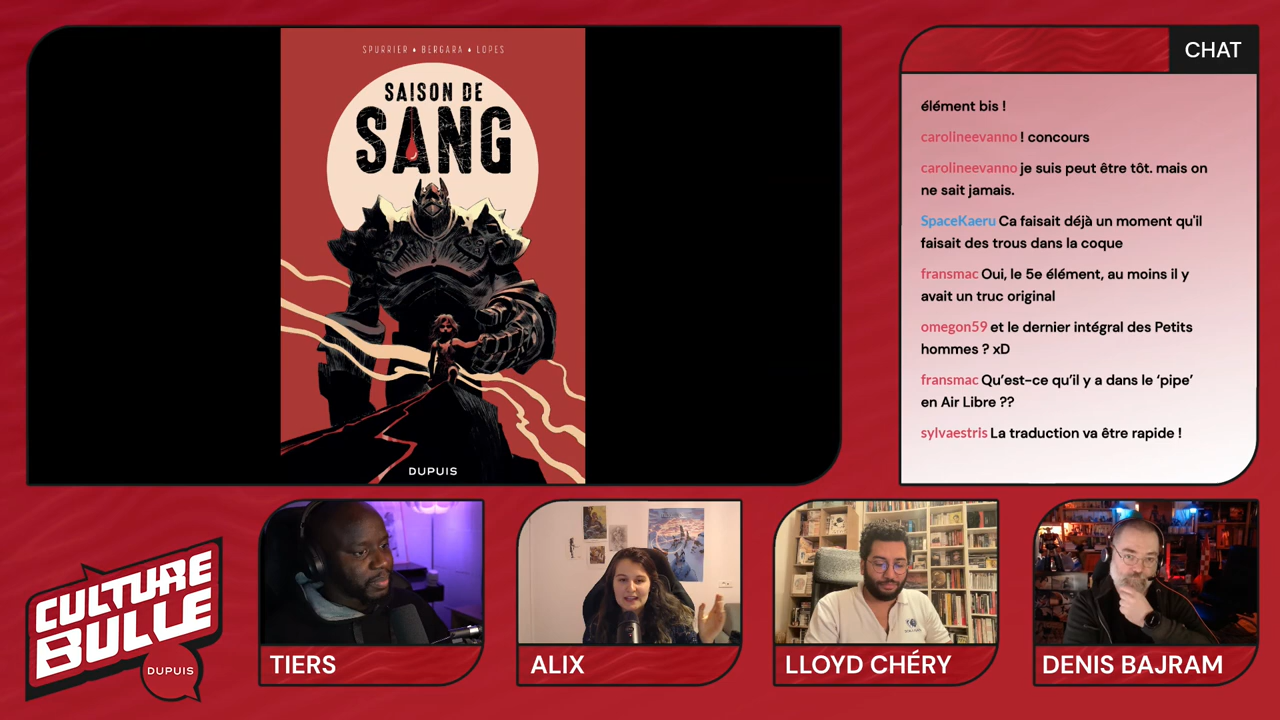 SPURRIER • BERGARA • LOPES
SAISON DE
SANG
DUPUIS
CHAT
élément bis !
carolineevanno ! concours
carolineevanno je suis peut être tôt. mais on
ne sait jamais.
SpaceKaeru Ca faisait déjà un moment qu'il
faisait des trous dans la coque
fransmac Oui, le 5e élément, au moins il y
avait un truc original
omegon59 et le dernier intégral des Petits
hommes ? xD
fransmac Qu’est-ce qu’il y a dans le ‘pipe’
en Air Libre ??
sylvaestris La traduction va être rapide !
CULTURE
BULLE
DUPUIS
TIERS
ALIX
LLOYD CHÉRY
DENIS BAJRAM